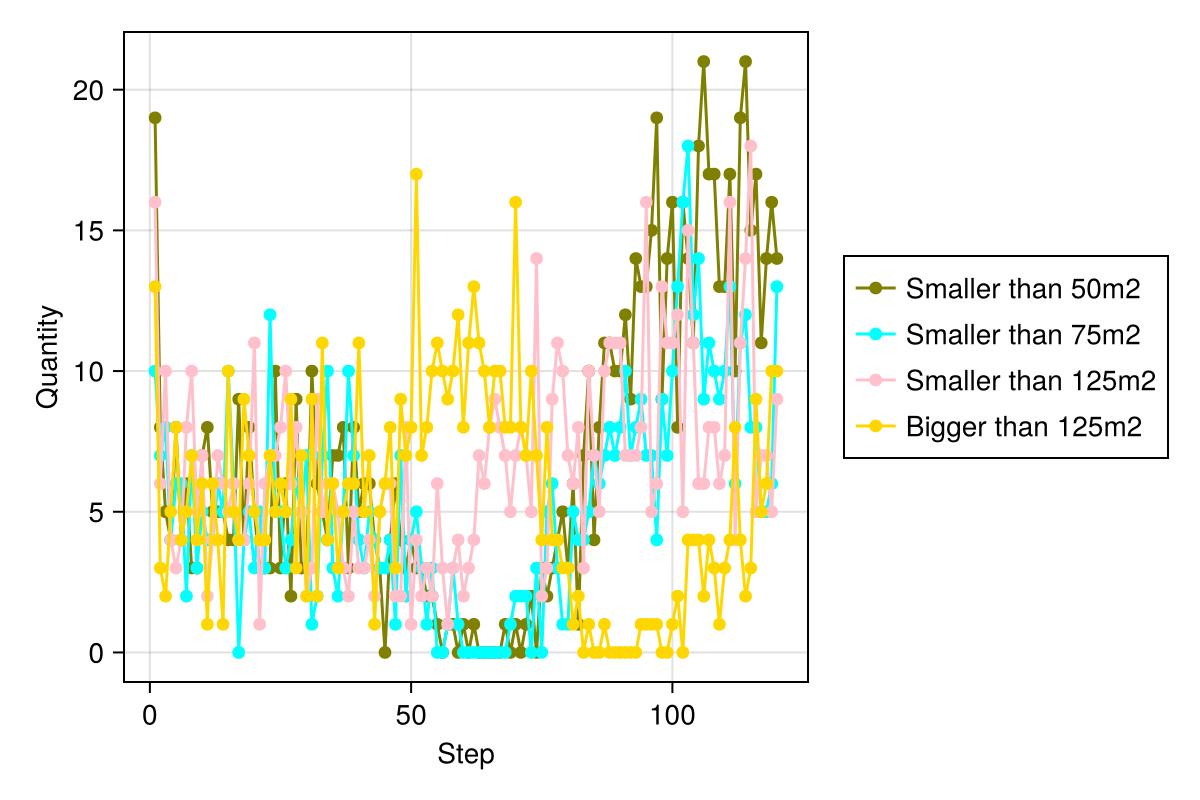 20
15
10
5
0
Quantity
0
50
100
Step
Smaller than 50m2
Smaller than 75m2
Smaller than 125m2
Bigger than 125m2